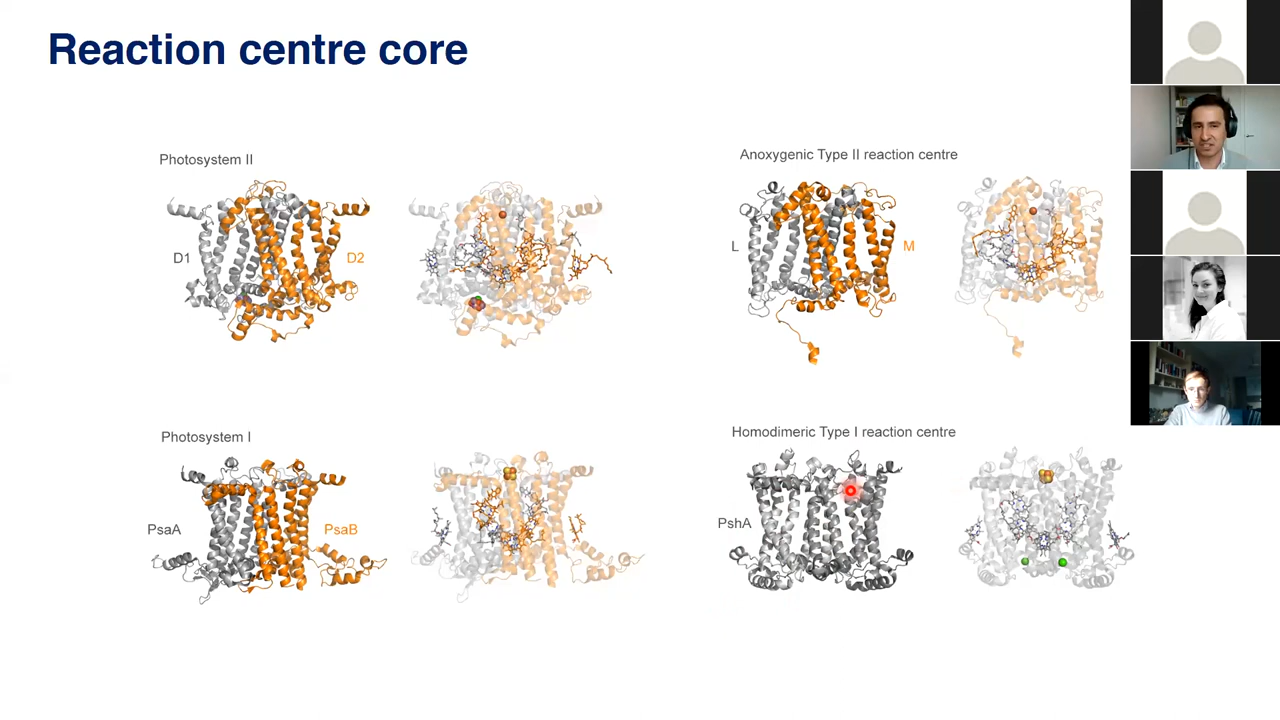 Reaction centre core
Photosystem II
D1
D2
Anoxygenic Type II reaction centre
L
M
Photosystem I
PsaA
PsaB
Homodimeric Type I reaction centre
PshA